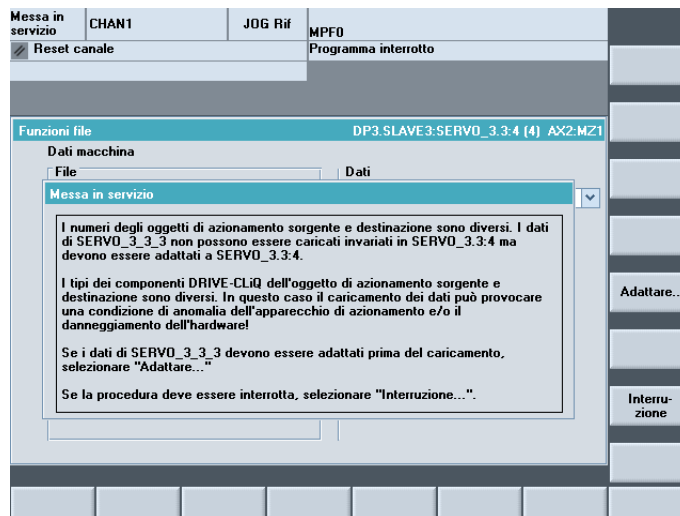 Messa in
servizio
CHAN1
JOG Rif
MPF0
Reset canale
Programma interrotto
Funzioni file
DP3.SLAVE3:SERVO_3.3:4 (4) AX2:MZ1
Dati macchina
File
Dati
Messa in servizio
I numeri degli oggetti di azionamento sorgente e destinazione sono diversi. I dati
di SERVO_3_3_3 non possono essere caricati invariati in SERVO_3.3:4 ma
devono essere adattati a SERVO_3.3:4.
I tipi dei componenti DRIVE-CLiQ dell'oggetto di azionamento sorgente e
destinazione sono diversi. In questo caso il caricamento dei dati può provocare
una condizione di anomalia dell'apparecchio di azionamento e/o il
danneggiamento dell'hardware!
Se i dati di SERVO_3_3_3 devono essere adattati prima del caricamento,
selezionare "Adattare..."
Se la procedura deve essere interrotta, selezionare "Interruzione...".
Adattare..
Interru-
zione